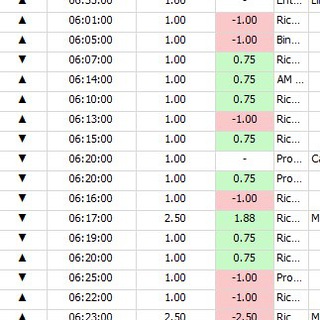 ▲ 06:01:00 1.00 -1.00 Ric...
▲ 06:05:00 1.00 -1.00 Bin...
▼ 06:07:00 1.00 0.75 Ric...
▲ 06:14:00 1.00 0.75 AM ...
▲ 06:10:00 1.00 0.75 Ric...
▲ 06:13:00 1.00 -1.00 Ric...
▼ 06:15:00 1.00 0.75 Ric...
▼ 06:20:00 1.00 - Pro...
▼ 06:20:00 1.00 0.75 Pro...
▼ 06:16:00 1.00 -1.00 Ric...
▼ 06:17:00 2.50 1.88 Ric... M
▼ 06:19:00 1.00 0.75 Ric...
▲ 06:20:00 1.00 0.75 Ric...
▼ 06:25:00 1.00 -1.00 Pro...
▲ 06:22:00 1.00 -1.00 Ric...
▲ 06:23:00 2.50 -2.50 Ric... M